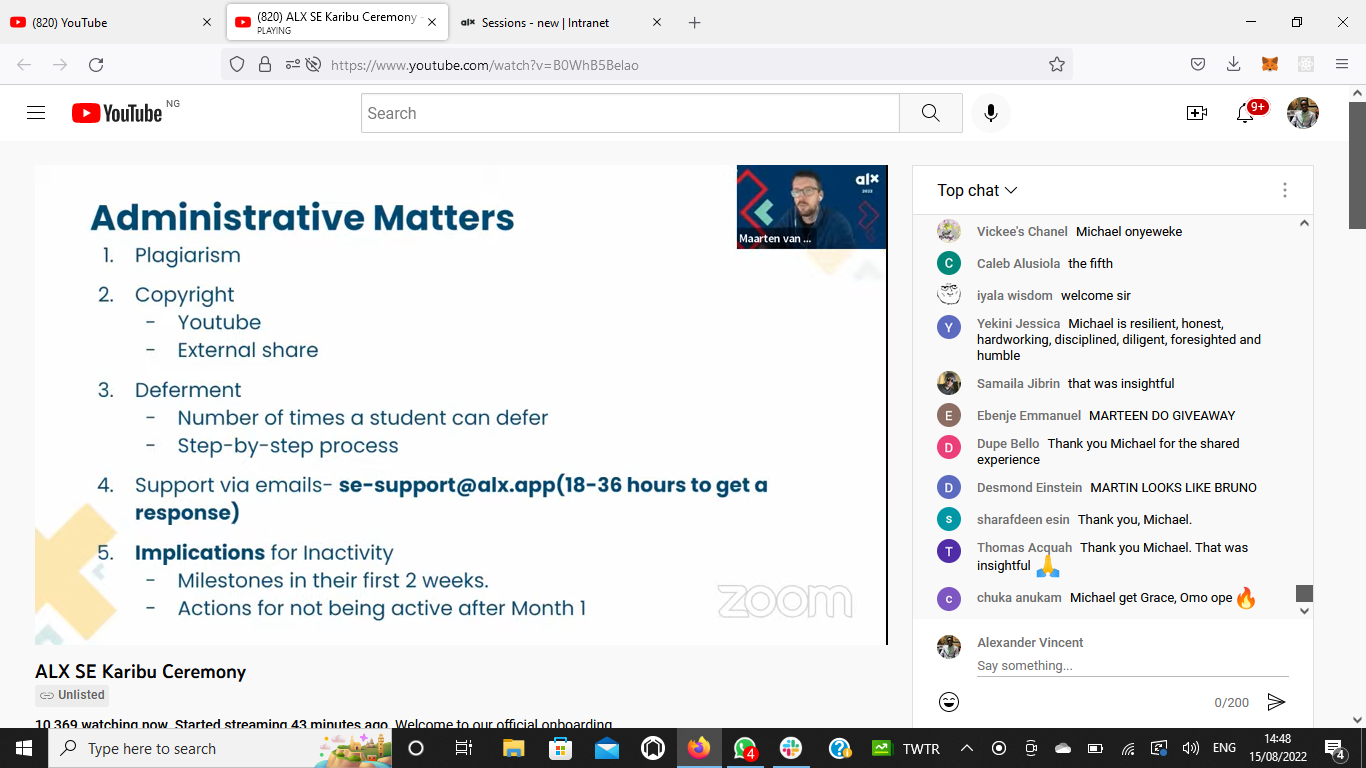 (820) YouTube
(820) ALX SE Karibu Ceremony -
PLAYING
alx Sessions - new | Intranet
https://www.youtube.com/watch?v=B0WhB5Belao
YouTube NG
Search
9+
Administrative Matters
1. Plagiarism
2. Copyright
- Youtube
- External share
3. Deferment
- Number of times a student can defer
- Step-by-step process
4. Support via emails- se-support@alx.app(18-36 hours to get a
response)
5. Implications for Inactivity
- Milestones in their first 2 weeks.
- Actions for not being active after Month 1
alx
2022
Maarten van ...
zoom
ALX SE Karibu Ceremony
Unlisted
10,369 watching now Started streaming 43 minutes ago Welcome to our official onboarding
Top chat
Vickee's Chanel Michael onyeweke
C Caleb Alusiola the fifth
iyala wisdom welcome sir
Y Yekini Jessica Michael is resilient, honest,
hardworking, disciplined, diligent, foresighted and
humble
Samaila Jibrin that was insightful
E Ebenje Emmanuel MARTEEN DO GIVEAWAY
D Dupe Bello Thank you Michael for the shared
experience
D Desmond Einstein MARTIN LOOKS LIKE BRUNO
s sharafdeen esin Thank you, Michael.
T Thomas Acquah Thank you Michael. That was
insightful 🙏
c chuka anukam Michael get Grace, Omo ope 🔥
Alexander Vincent
Say something...
0/200
Type here to search
4
TWTR
ENG
14:48
15/08/2022
4